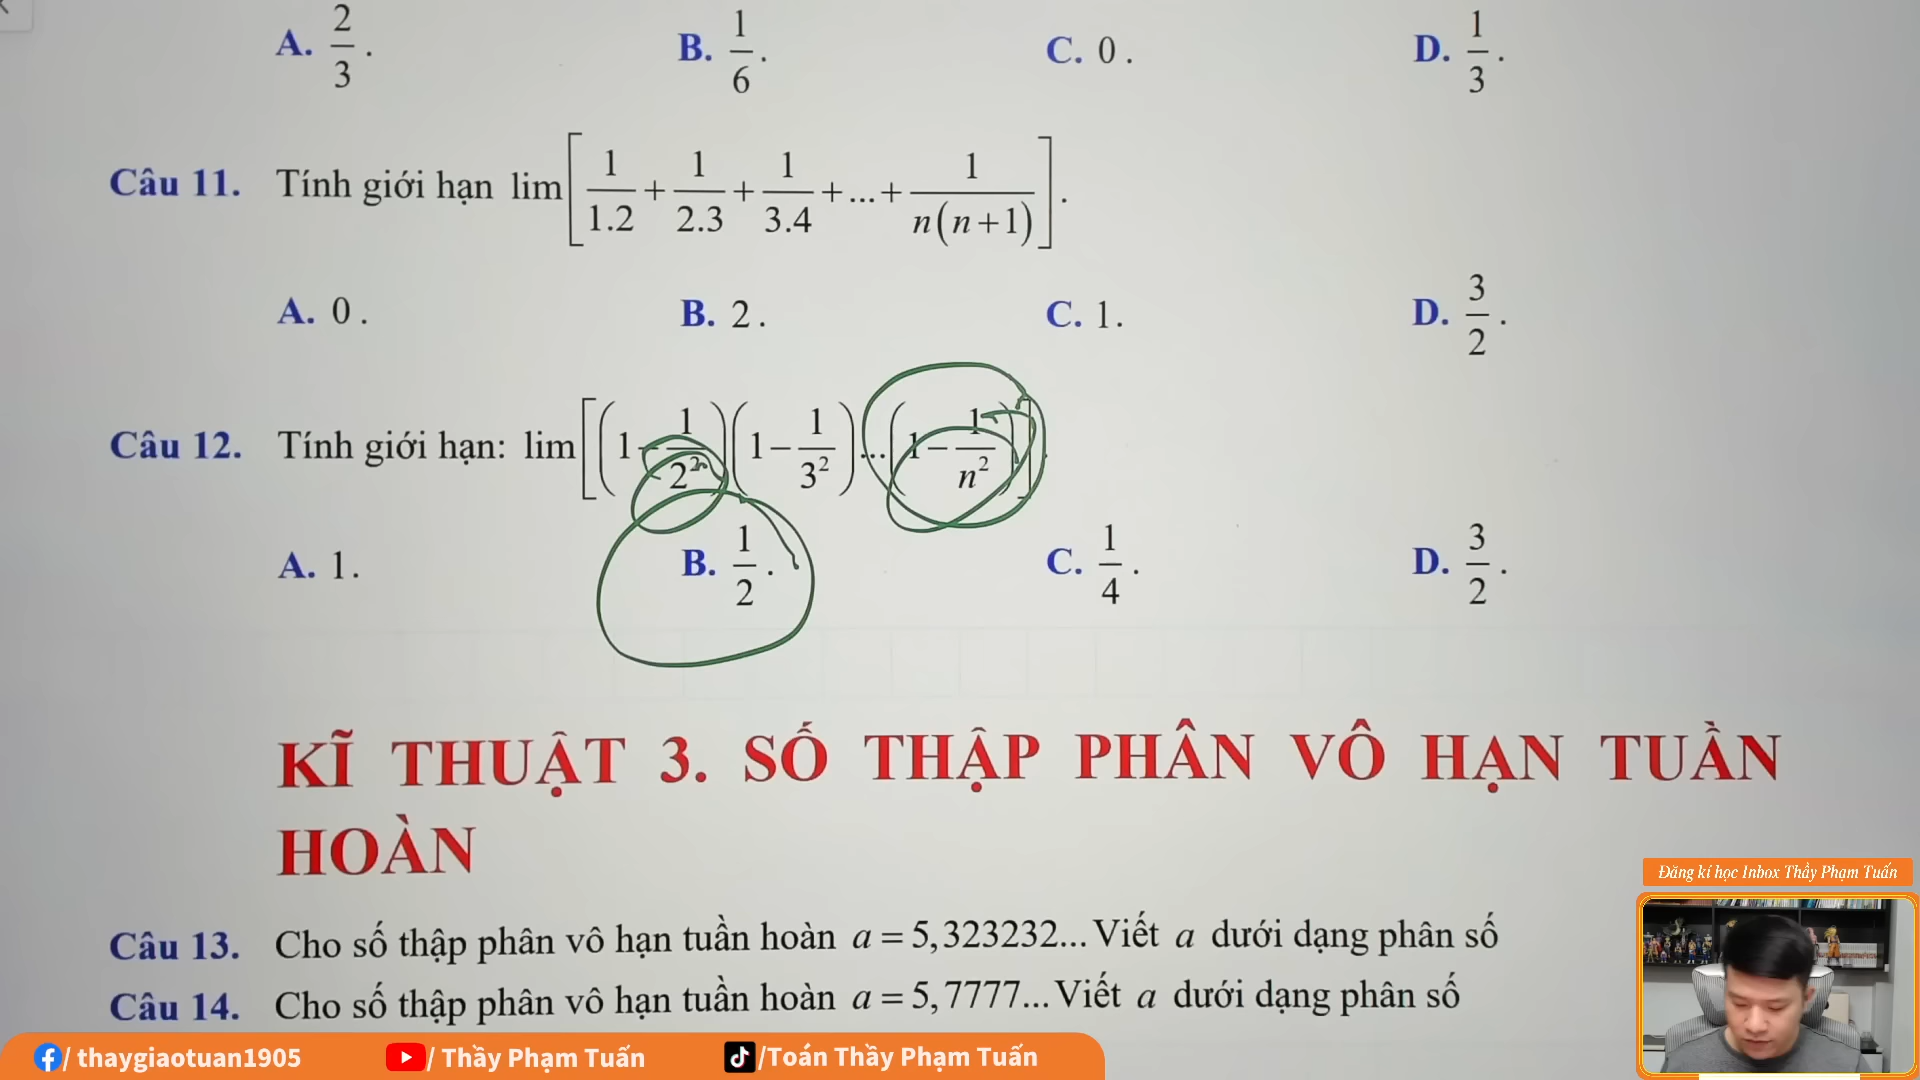 A. 2/3 . B. 1/6 . C. 0 . D. 1/3 .
Câu 11. Tính giới hạn lim[1/1.2 + 1/2.3 + 1/3.4 + ... + 1/n(n+1)].
A. 0 . B. 2 . C. 1 . D. 3/2 .
Câu 12. Tính giới hạn: lim[(1 − 1/2²)(1 − 1/3²)...(1 − 1/n²)]
A. 1 . B. 1/2 . C. 1/4 . D. 3/2 .
KĨ THUẬT 3. SỐ THẬP PHÂN VÔ HẠN TUẦN
HOÀN
Câu 13. Cho số thập phân vô hạn tuần hoàn a = 5,323232... Viết a dưới dạng phân số
Câu 14. Cho số thập phân vô hạn tuần hoàn a = 5,7777... Viết a dưới dạng phân số
Đăng kí học Inbox Thầy Phạm Tuấn
/ thaygiaotuan1905 / Thầy Phạm Tuấn /Toán Thầy Phạm Tuấn